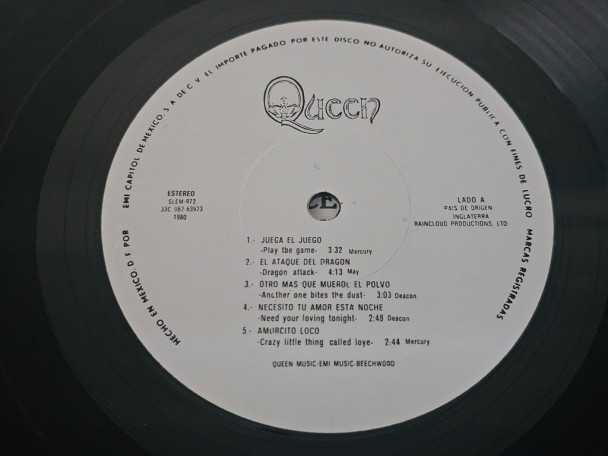 HECHO EN MEXICO, D F POR EMI CAPITOL DE MEXICO, S. A. DE C. V. EL IMPORTE PAGADO POR ESTE DISCO NO AUTORIZA SU EJECUCION PUBLICA CON FINES DE LUCRO MARCAS REGISTRADAS
Queen
ESTEREO
SLEM-972
LADO A
PAIS DE ORIGEN
1980
INGLATERRA
RAINCLOUD PRODUCTIONS, LTD
1.- JUEGA EL JUEGO
-Play the game- 3:32 Mercury
2.- EL ATAQUE DEL DRAGON
-Dragon attack- 4:13 May
3.- OTRO MAS QUE MUERDE EL POLVO
-Another one bites the dust- 3:03 Deacon
4.- NECESITO TU AMOR ESTA NOCHE
-Need your loving tonight- 2:48 Deacon
5.- AMORCITO LOCO
-Crazy little thing called love- 2:44 Mercury
QUEEN MUSIC-EMI MUSIC-BEECHWOOD